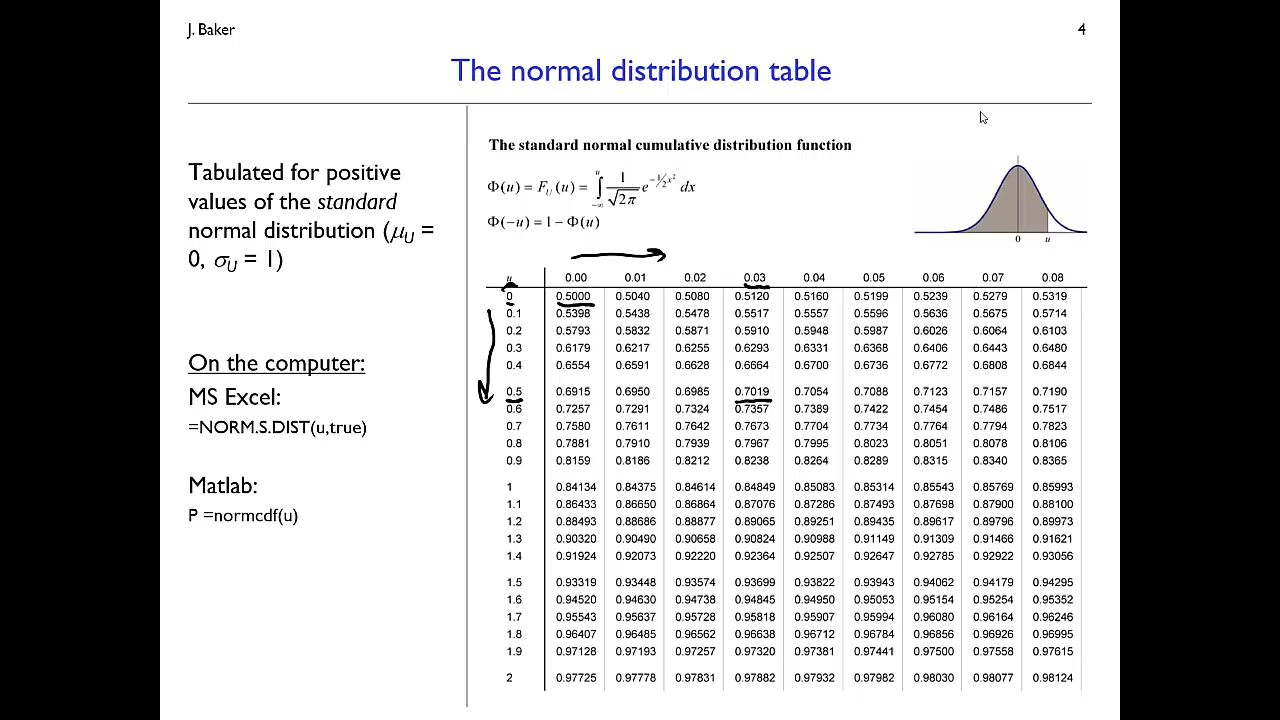 J. Baker
4
The normal distribution table
Tabulated for positive
values of the standard
normal distribution (μU =
0, σU = 1)
On the computer:
MS Excel:
=NORM.S.DIST(u,true)
Matlab:
P =normcdf(u)
The standard normal cumulative distribution function
Φ(u) = FU(u) = ∫−∞^u 1/√2π e^−1/2x² dx
Φ(−u) = 1 − Φ(u)
0 u
u 0.00 0.01 0.02 0.03 0.04 0.05 0.06 0.07 0.08
0 0.5000 0.5040 0.5080 0.5120 0.5160 0.5199 0.5239 0.5279 0.5319
0.1 0.5398 0.5438 0.5478 0.5517 0.5557 0.5596 0.5636 0.5675 0.5714
0.2 0.5793 0.5832 0.5871 0.5910 0.5948 0.5987 0.6026 0.6064 0.6103
0.3 0.6179 0.6217 0.6255 0.6293 0.6331 0.6368 0.6406 0.6443 0.6480
0.4 0.6554 0.6591 0.6628 0.6664 0.6700 0.6736 0.6772 0.6808 0.6844
0.5 0.6915 0.6950 0.6985 0.7019 0.7054 0.7088 0.7123 0.7157 0.7190
0.6 0.7257 0.7291 0.7324 0.7357 0.7389 0.7422 0.7454 0.7486 0.7517
0.7 0.7580 0.7611 0.7642 0.7673 0.7704 0.7734 0.7764 0.7794 0.7823
0.8 0.7881 0.7910 0.7939 0.7967 0.7995 0.8023 0.8051 0.8078 0.8106
0.9 0.8159 0.8186 0.8212 0.8238 0.8264 0.8289 0.8315 0.8340 0.8365
1 0.84134 0.84375 0.84614 0.84849 0.85083 0.85314 0.85543 0.85769 0.85993
1.1 0.86433 0.86650 0.86864 0.87076 0.87286 0.87493 0.87698 0.87900 0.88100
1.2 0.88493 0.88686 0.88877 0.89065 0.89251 0.89435 0.89617 0.89796 0.89973
1.3 0.90320 0.90490 0.90658 0.90824 0.90988 0.91149 0.91309 0.91466 0.91621
1.4 0.91924 0.92073 0.92220 0.92364 0.92507 0.92647 0.92785 0.92922 0.93056
1.5 0.93319 0.93448 0.93574 0.93699 0.93822 0.93943 0.94062 0.94179 0.94295
1.6 0.94520 0.94630 0.94738 0.94845 0.94950 0.95053 0.95154 0.95254 0.95352
1.7 0.95543 0.95637 0.95728 0.95818 0.95907 0.95994 0.96080 0.96164 0.96246
1.8 0.96407 0.96485 0.96562 0.96638 0.96712 0.96784 0.96856 0.96926 0.96995
1.9 0.97128 0.97193 0.97257 0.97320 0.97381 0.97441 0.97500 0.97558 0.97615
2 0.97725 0.97778 0.97831 0.97882 0.97932 0.97982 0.98030 0.98077 0.98124